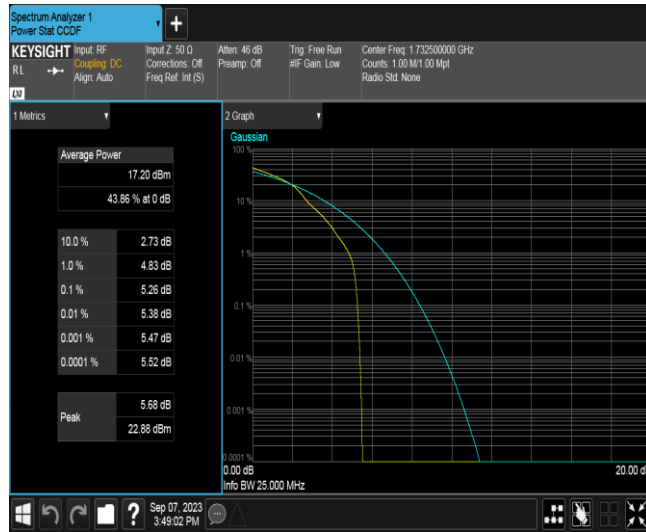 Spectrum Analyzer 1
Power Stat CCDF
KEYSIGHT
RL
LXI
Input: RF
Coupling: DC
Align: Auto
Input Z: 50 Ω
Corrections: Off
Freq Ref: Int (S)
Atten: 46 dB
Preamp: Off
Trig: Free Run
#IF Gain: Low
Center Freq: 1.732500000 GHz
Counts: 1.00 M/1.00 Mpt
Radio Std: None
1 Metrics
Average Power
17.20 dBm
43.86 % at 0 dB
10.0 % 2.73 dB
1.0 % 4.83 dB
0.1 % 5.26 dB
0.01 % 5.38 dB
0.001 % 5.47 dB
0.0001 % 5.52 dB
Peak
5.68 dB
22.88 dBm
2 Graph
Gaussian
100 %
10 %
1 %
0.1 %
0.01 %
0.001 %
0.0001 %
0.00 dB
20.00 d
Info BW 25.000 MHz
?
Sep 07, 2023
3:49:02 PM